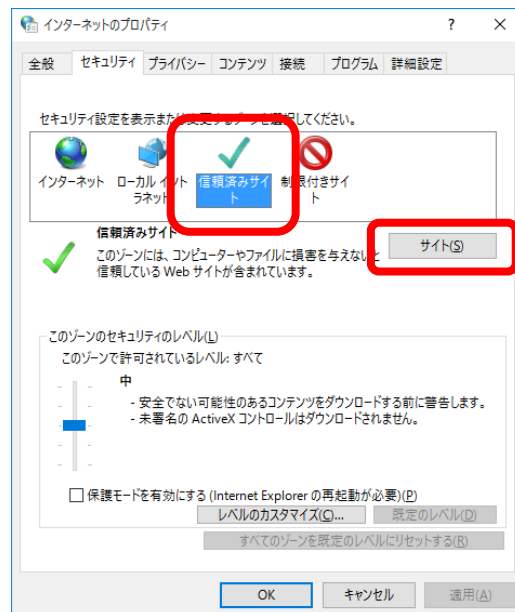 インターネットのプロパティ
? ×
全般 セキュリティ プライバシー コンテンツ 接続 プログラム 詳細設定
セキュリティ設定を表示または変更するゾーンを選択してください。
インターネット ローカル イント
ラネット
信頼済みサイ
ト
制限付きサイ
ト
信頼済みサイト
このゾーンには、コンピューターやファイルに損害を与えないと
信頼している Web サイトが含まれています。
サイト(S)
このゾーンのセキュリティのレベル(L)
このゾーンで許可されているレベル: すべて
中
- 安全でない可能性のあるコンテンツをダウンロードする前に警告します。
- 未署名の ActiveX コントロールはダウンロードされません。
保護モードを有効にする (Internet Explorer の再起動が必要)(P)
レベルのカスタマイズ(C)... 既定のレベル(D)
すべてのゾーンを既定のレベルにリセットする(R)
OK キャンセル 適用(A)